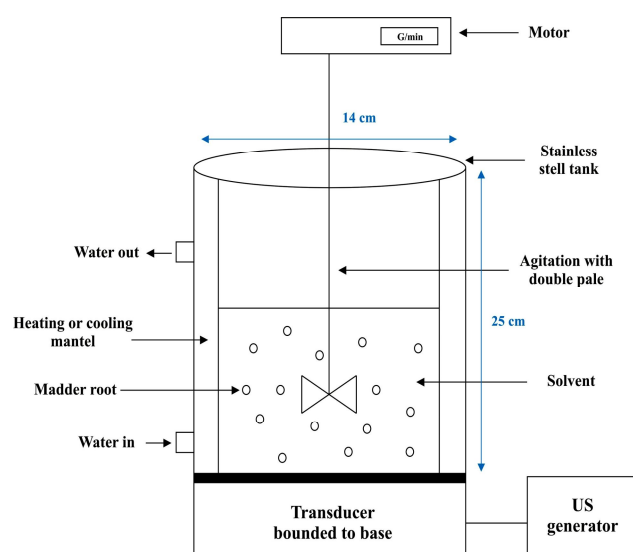 G/min
Motor
14 cm
Stainless
stell tank
Water out
Agitation with
double pale
Heating or cooling
mantel
25 cm
Madder root
Solvent
Water in
Transducer
bounded to base
US
generator